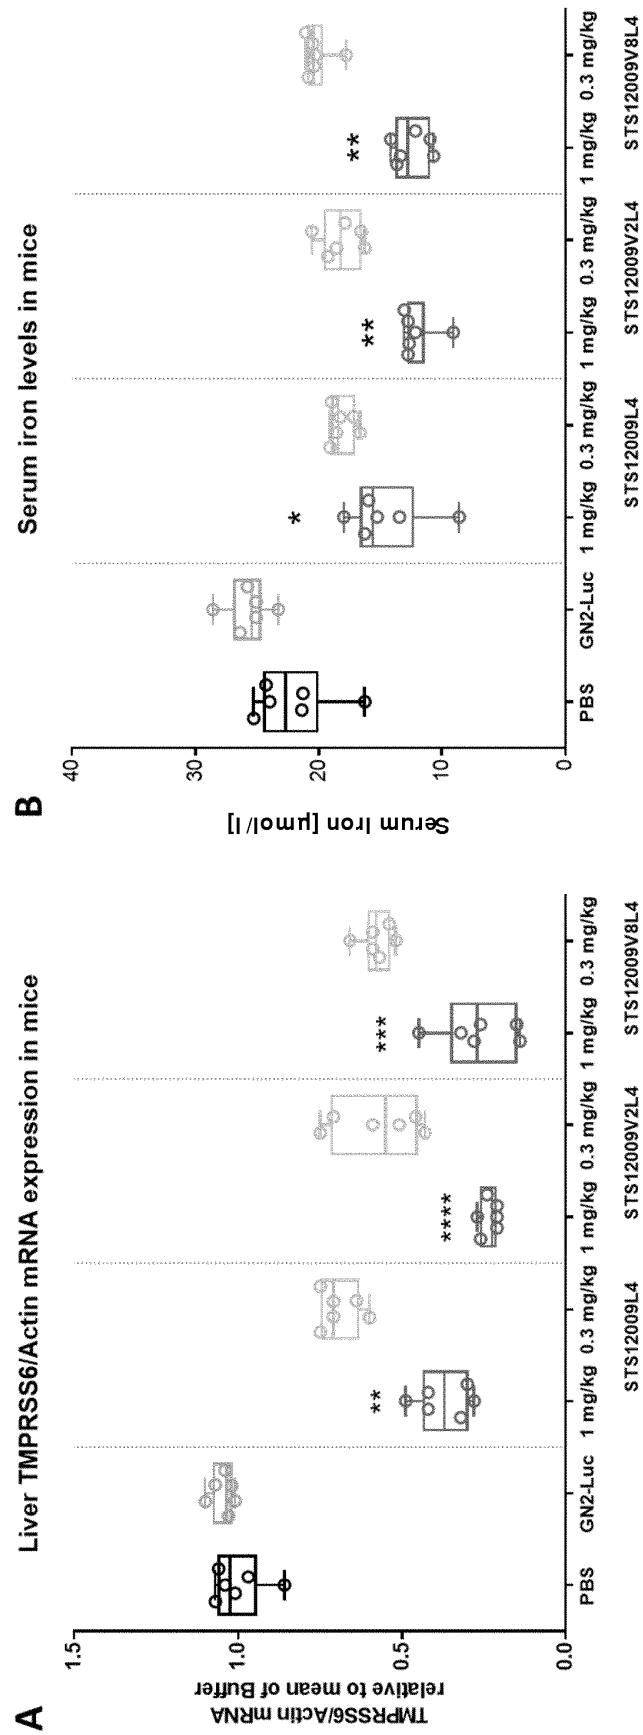 A
Liver TMPRSS6/Actin mRNA expression in mice
TMPRSS6/Actin mRNA
relative to mean of Buffer
1.5
1.0
0.5
0.0
**
****
***
PBS GN2-Luc 1 mg/kg 0.3 mg/kg 1 mg/kg 0.3 mg/kg 1 mg/kg 0.3 mg/kg
STS12009L4 STS12009V2L4 STS12009V8L4
B
Serum iron levels in mice
Serum Iron [µmol/l]
40
30
20
10
0
*
**
**
PBS GN2-Luc 1 mg/kg 0.3 mg/kg 1 mg/kg 0.3 mg/kg 1 mg/kg 0.3 mg/kg
STS12009L4 STS12009V2L4 STS12009V8L4